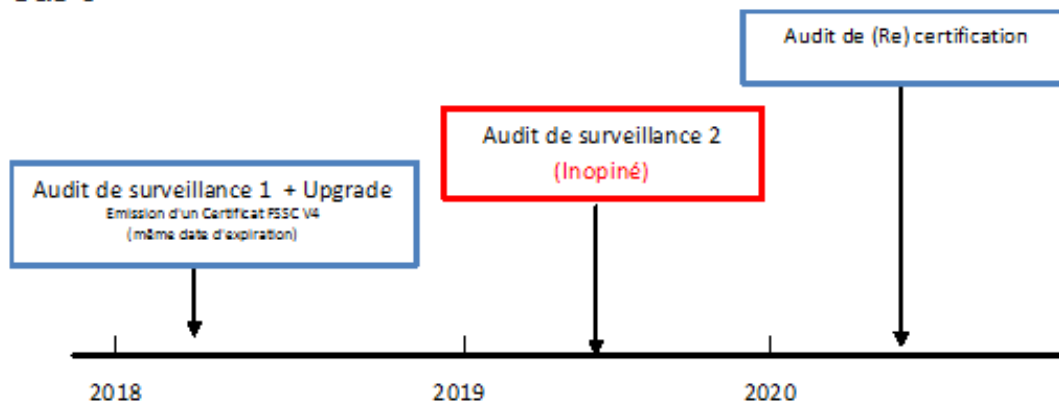 Audit de (Re) certification
Audit de surveillance 2
(Inopiné)
Audit de surveillance 1 + Upgrade
Emission d'un Certificat FSSC V4
(même date d'expiration)
2018
2019
2020